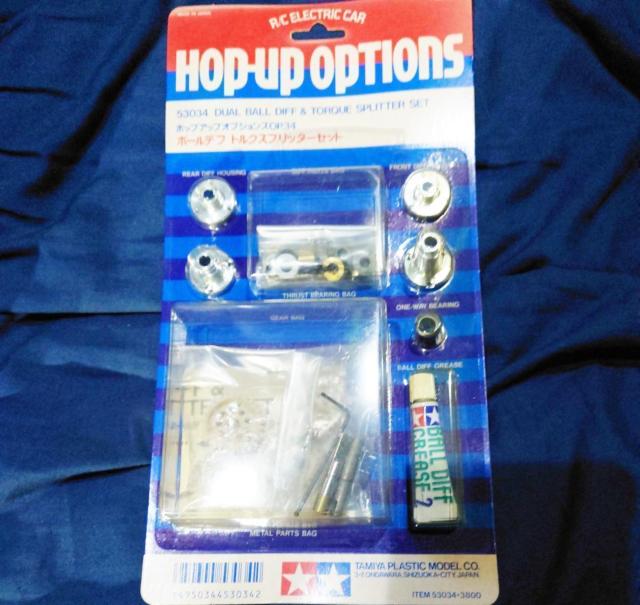 MADE IN JAPAN
R/C ELECTRIC CAR
HOP-UP OPTIONS
53034 DUAL BALL DIFF & TORQUE SPLITTER SET
ホップアップオプションズOP.34
ボールデフ トルクスプリッターセット
REAR DIFF HOUSING
FRONT
THRUST BEARING BAG
GEAR BAG
ONE-WAY BEARING
BALL DIFF GREASE
BALL DIFF
GREASE
METAL PARTS BAG
4950344530342
TAMIYA PLASTIC MODEL CO.
3-7, ONDAWARA, SHIZUOKA-CITY, JAPAN.
ITEM 53034-3800